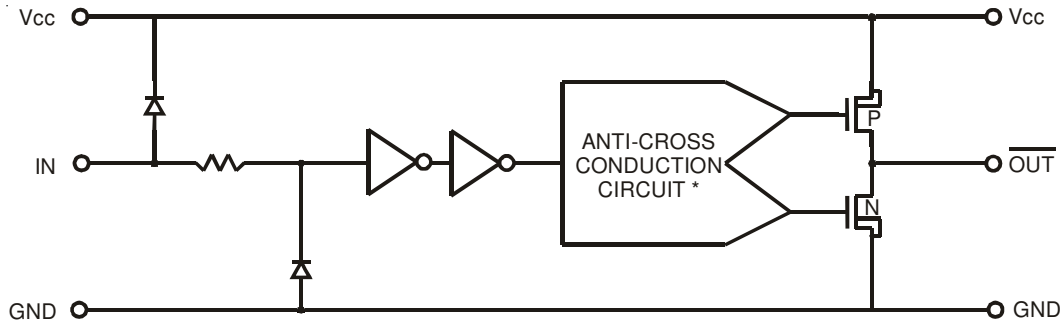 Vcc
Vcc
P
ANTI-CROSS
CONDUCTION
CIRCUIT *
IN
OUT
N
GND
GND